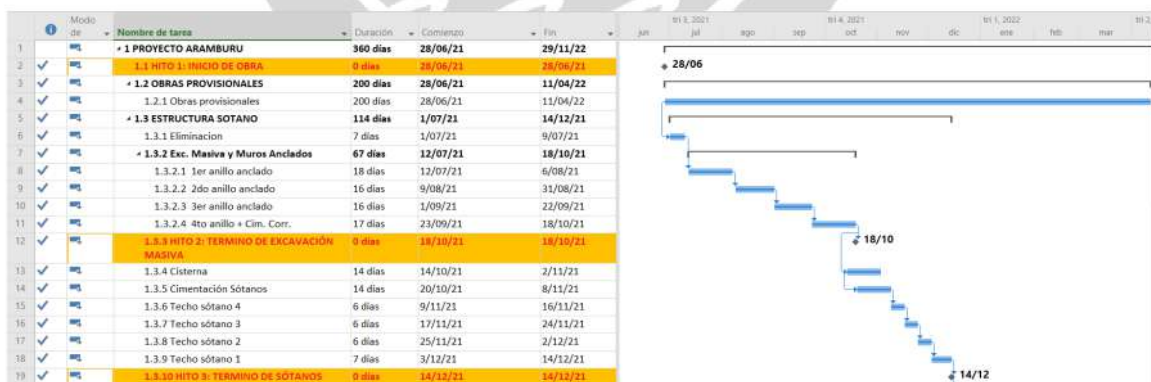 Modo de
Nombre de tarea
Duración
Comienzo
Fin
tri 3, 2021
tri 4, 2021
tri 1, 2022
tri 2
jun
jul
ago
sep
oct
nov
dic
ene
feb
mar
1 1 PROYECTO ARAMBURU 360 días 28/06/21 29/11/22
2 1.1 HITO 1: INICIO DE OBRA 0 días 28/06/21 28/06/21
28/06
3 1.2 OBRAS PROVISIONALES 200 días 28/06/21 11/04/22
4 1.2.1 Obras provisionales 200 días 28/06/21 11/04/22
5 1.3 ESTRUCTURA SOTANO 114 días 1/07/21 14/12/21
6 1.3.1 Eliminacion 7 días 1/07/21 9/07/21
7 1.3.2 Exc. Masiva y Muros Anclados 67 días 12/07/21 18/10/21
8 1.3.2.1 1er anillo anclado 18 días 12/07/21 6/08/21
9 1.3.2.2 2do anillo anclado 16 días 9/08/21 31/08/21
10 1.3.2.3 3er anillo anclado 16 días 1/09/21 22/09/21
11 1.3.2.4 4to anillo + Cim. Corr. 17 días 23/09/21 18/10/21
12 1.3.3 HITO 2: TERMINO DE EXCAVACIÓN MASIVA 0 días 18/10/21 18/10/21
18/10
13 1.3.4 Cisterna 14 días 14/10/21 2/11/21
14 1.3.5 Cimentación Sótanos 14 días 20/10/21 8/11/21
15 1.3.6 Techo sótano 4 6 días 9/11/21 16/11/21
16 1.3.7 Techo sótano 3 6 días 17/11/21 24/11/21
17 1.3.8 Techo sótano 2 6 días 25/11/21 2/12/21
18 1.3.9 Techo sótano 1 7 días 3/12/21 14/12/21
19 1.3.10 HITO 3: TERMINO DE SÓTANOS 0 días 14/12/21 14/12/21
14/12